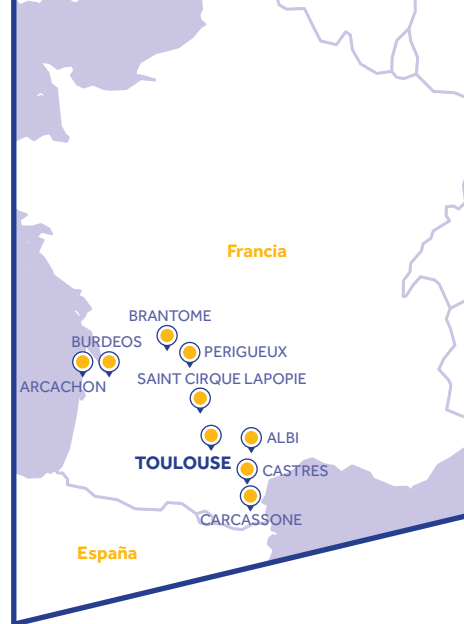 Francia
BRANTOME
BURDEOS
PERIGUEUX
SAINT CIRQUE LAPOPIE
ARCACHON
ALBI
TOULOUSE
CASTRES
CARCASSONE
España